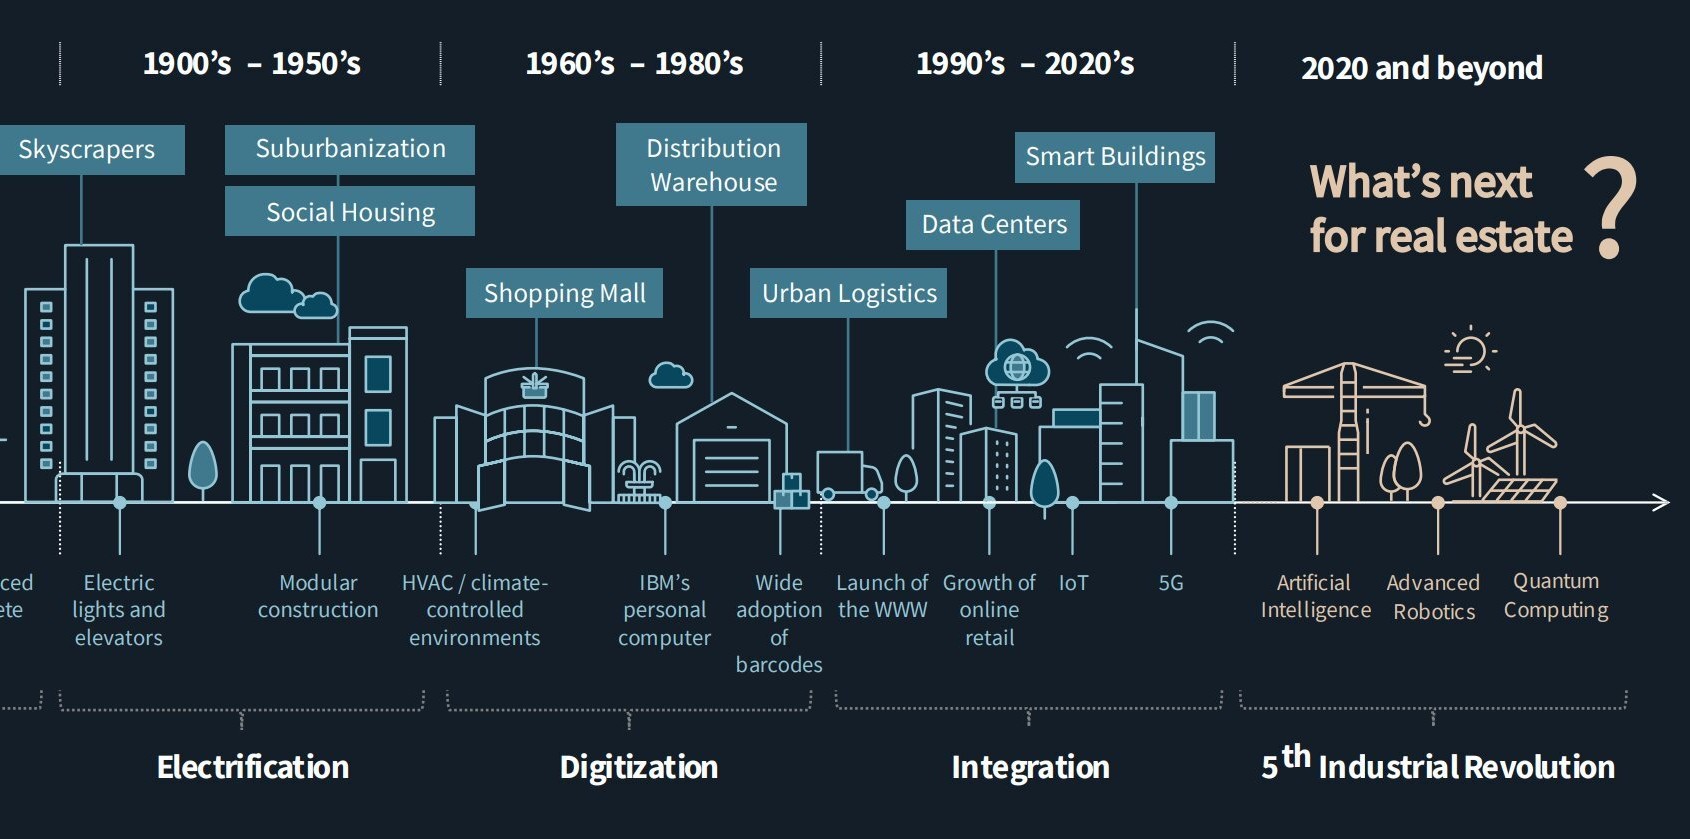 1900’s – 1950’s
1960’s – 1980’s
1990’s – 2020’s
2020 and beyond
Skyscrapers
Suburbanization
Social Housing
Shopping Mall
Distribution
Warehouse
Urban Logistics
Data Centers
Smart Buildings
What’s next
for real estate
?
ced
ete
Electric
lights and
elevators
Modular
construction
HVAC / climate-
controlled
environments
IBM’s
personal
computer
Wide
adoption
of
barcodes
Launch of
the WWW
Growth of
online
retail
IoT
5G
Artificial
Intelligence
Advanced
Robotics
Quantum
Computing
Electrification
Digitization
Integration
5th Industrial Revolution